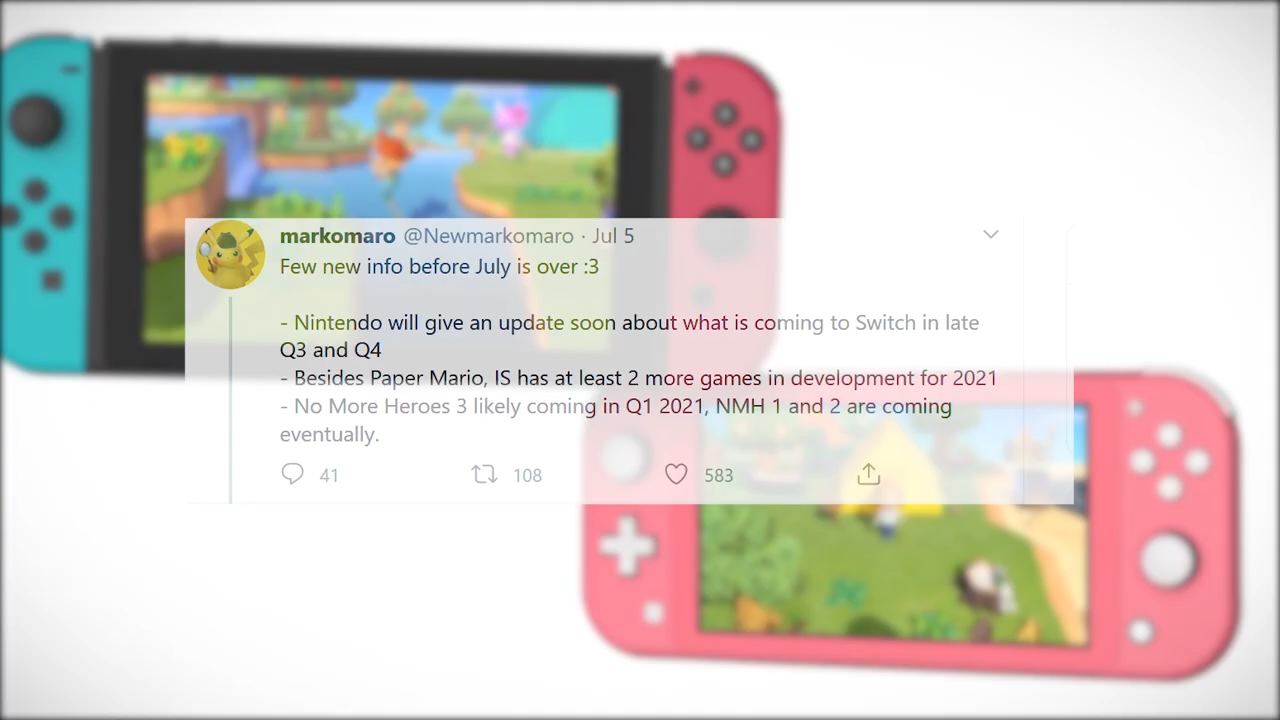 markomaro @Newmarkomaro · Jul 5
Few new info before July is over :3
- Nintendo will give an update soon about what is coming to Switch in late
Q3 and Q4
- Besides Paper Mario, IS has at least 2 more games in development for 2021
- No More Heroes 3 likely coming in Q1 2021, NMH 1 and 2 are coming
eventually.
41 108 583